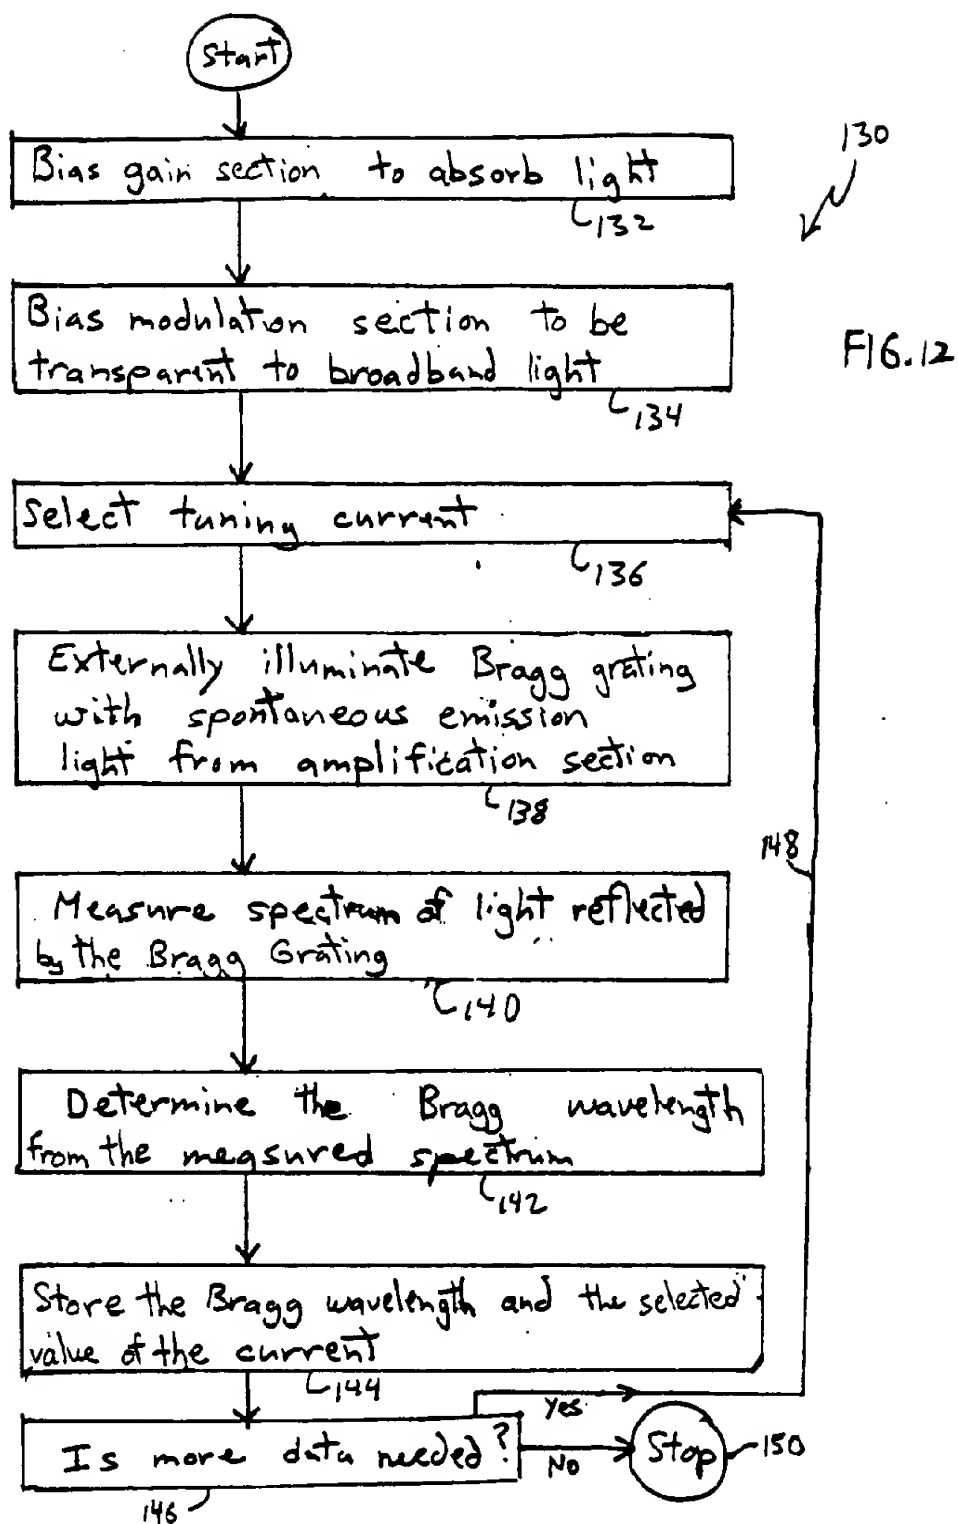 Start
130
Bias gain section to absorb light
132
FIG. 12
Bias modulation section to be
transparent to broadband light
134
Select tuning current
136
Externally illuminate Bragg grating
with spontaneous emission
light from amplification section
138
148
Measure spectrum of light reflected
by the Bragg Grating
140
Determine the Bragg wavelength
from the measured spectrum
142
Store the Bragg wavelength and the selected
value of the current
144
Yes
Is more data needed?
No
Stop
150
146